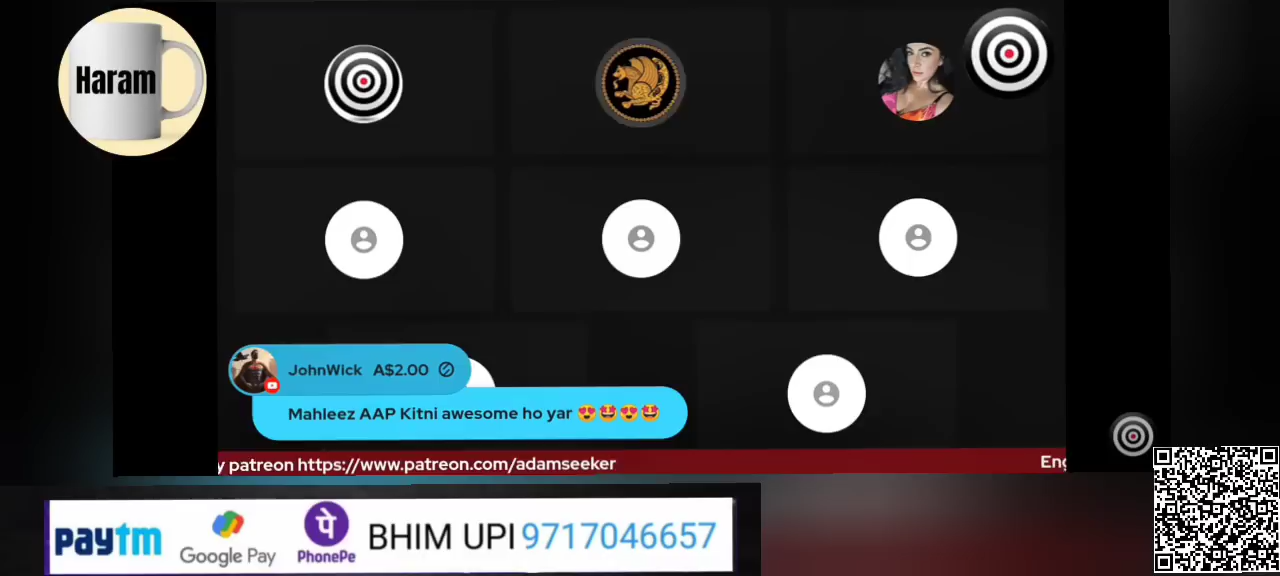 Haram
JohnWick A$2.00
Mahleez AAP Kitni awesome ho yar 😍🤩😍🤩
y patreon https://www.patreon.com/adamseeker
Eng
paytm
Google Pay
पे
PhonePe
BHIM UPI 9717046657